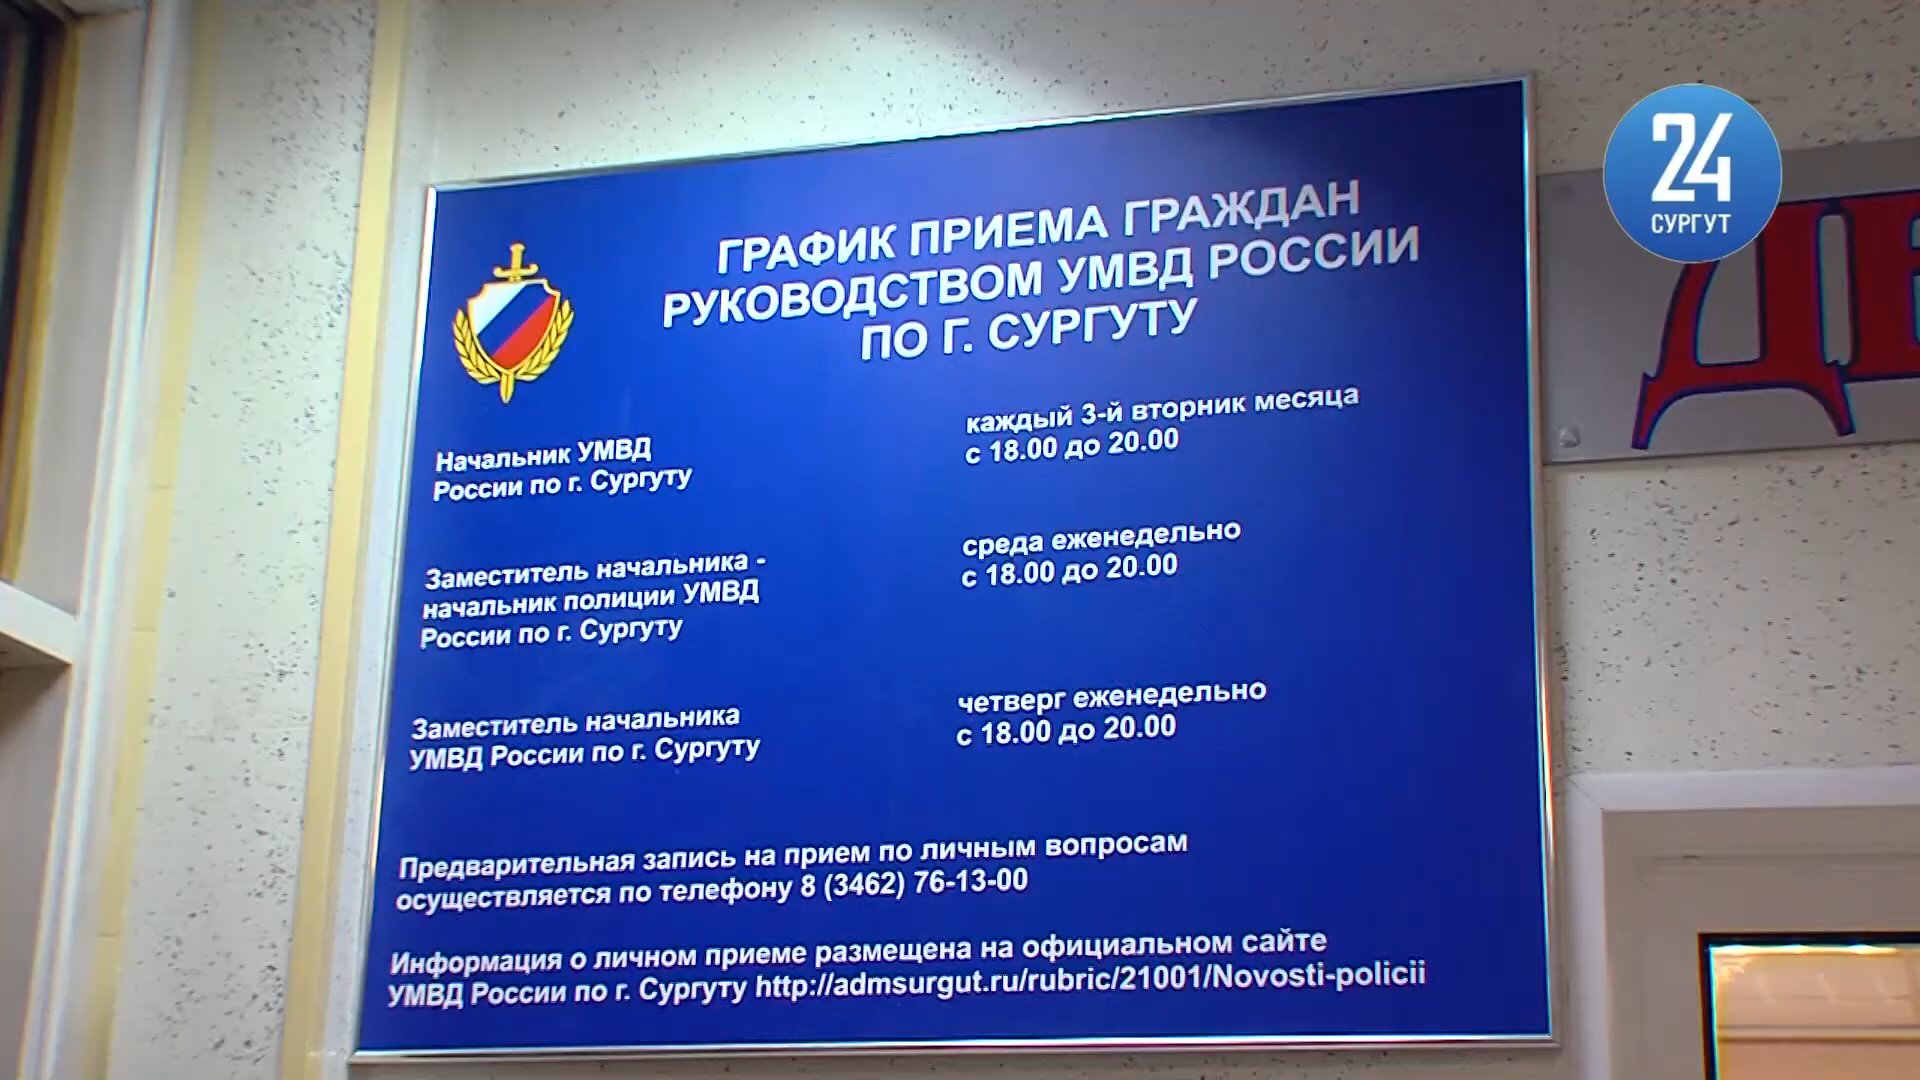 24
СУРГУТ
ДЕ
ГРАФИК ПРИЕМА ГРАЖДАН
РУКОВОДСТВОМ УМВД РОССИИ
ПО Г. СУРГУТУ
Начальник УМВД
России по г. Сургуту
каждый 3-й вторник месяца
с 18.00 до 20.00
Заместитель начальника -
начальник полиции УМВД
России по г. Сургуту
среда еженедельно
с 18.00 до 20.00
Заместитель начальника
УМВД России по г. Сургуту
четверг еженедельно
с 18.00 до 20.00
Предварительная запись на прием по личным вопросам
осуществляется по телефону 8 (3462) 76-13-00
Информация о личном приеме размещена на официальном сайте
УМВД России по г. Сургуту http://admsurgut.ru/rubric/21001/Novosti-policii